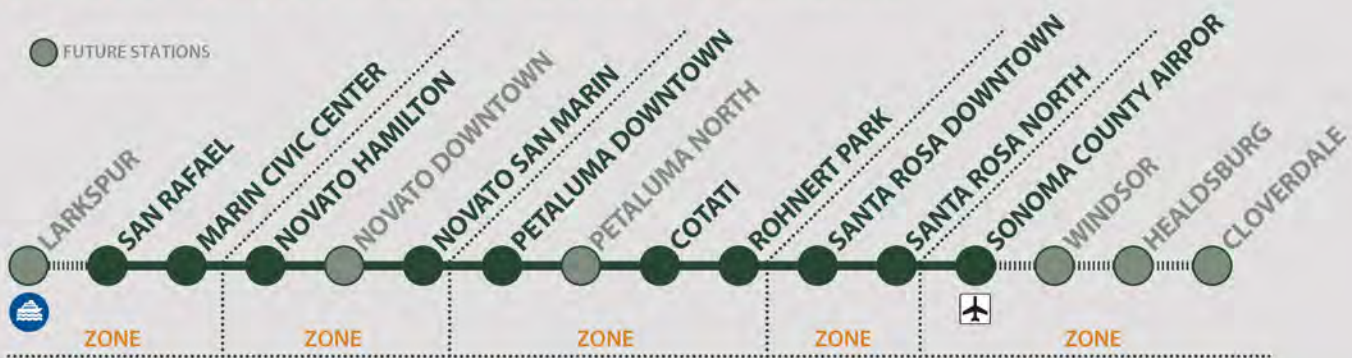 FUTURE STATIONS
LARKSPUR
SAN RAFAEL
MARIN CIVIC CENTER
NOVATO HAMILTON
NOVATO DOWNTOWN
NOVATO SAN MARIN
PETALUMA DOWNTOWN
PETALUMA NORTH
COTATI
ROHNERT PARK
SANTA ROSA DOWNTOWN
SANTA ROSA NORTH
SONOMA COUNTY AIRPOR
WINDSOR
HEALDSBURG
CLOVERDALE
ZONE
ZONE
ZONE
ZONE
ZONE